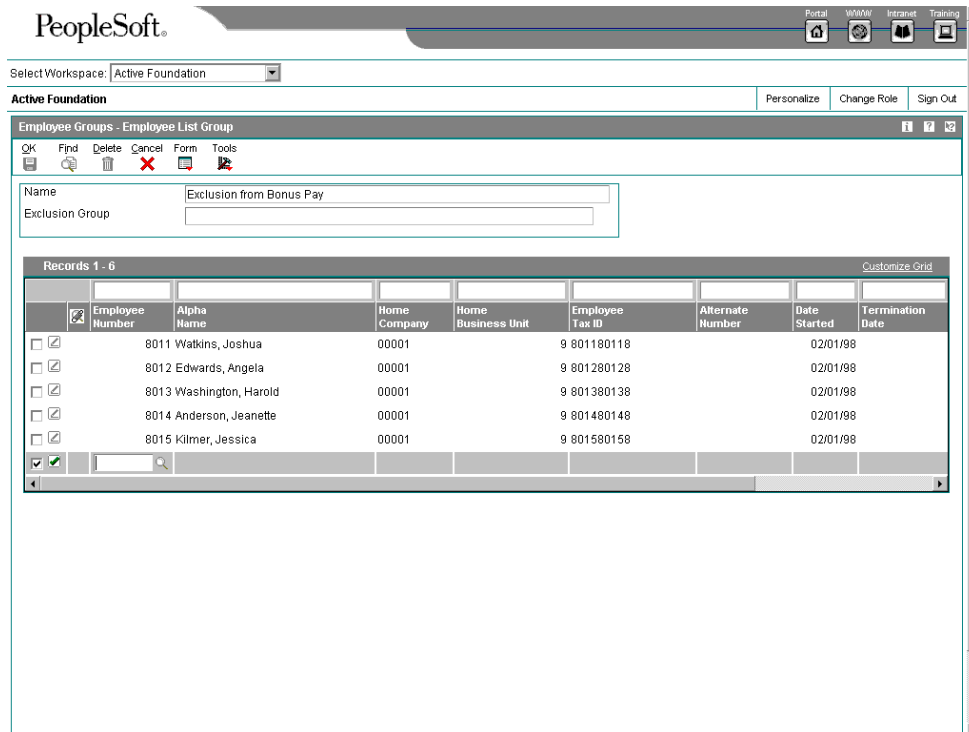 Portal WWW Intranet Training
PeopleSoft®
Select Workspace: Active Foundation
Active Foundation Personalize Change Role Sign Out
Employee Groups - Employee List Group i ? ?
OK Find Delete Cancel Form Tools
Name Exclusion from Bonus Pay
Exclusion Group
Records 1 - 6 Customize Grid
Employee Number Alpha Name Home Company Home Business Unit Employee Tax ID Alternate Number Date Started Termination Date
8011 Watkins, Joshua 00001 9 801180118 02/01/98
8012 Edwards, Angela 00001 9 801280128 02/01/98
8013 Washington, Harold 00001 9 801380138 02/01/98
8014 Anderson, Jeanette 00001 9 801480148 02/01/98
8015 Kilmer, Jessica 00001 9 801580158 02/01/98